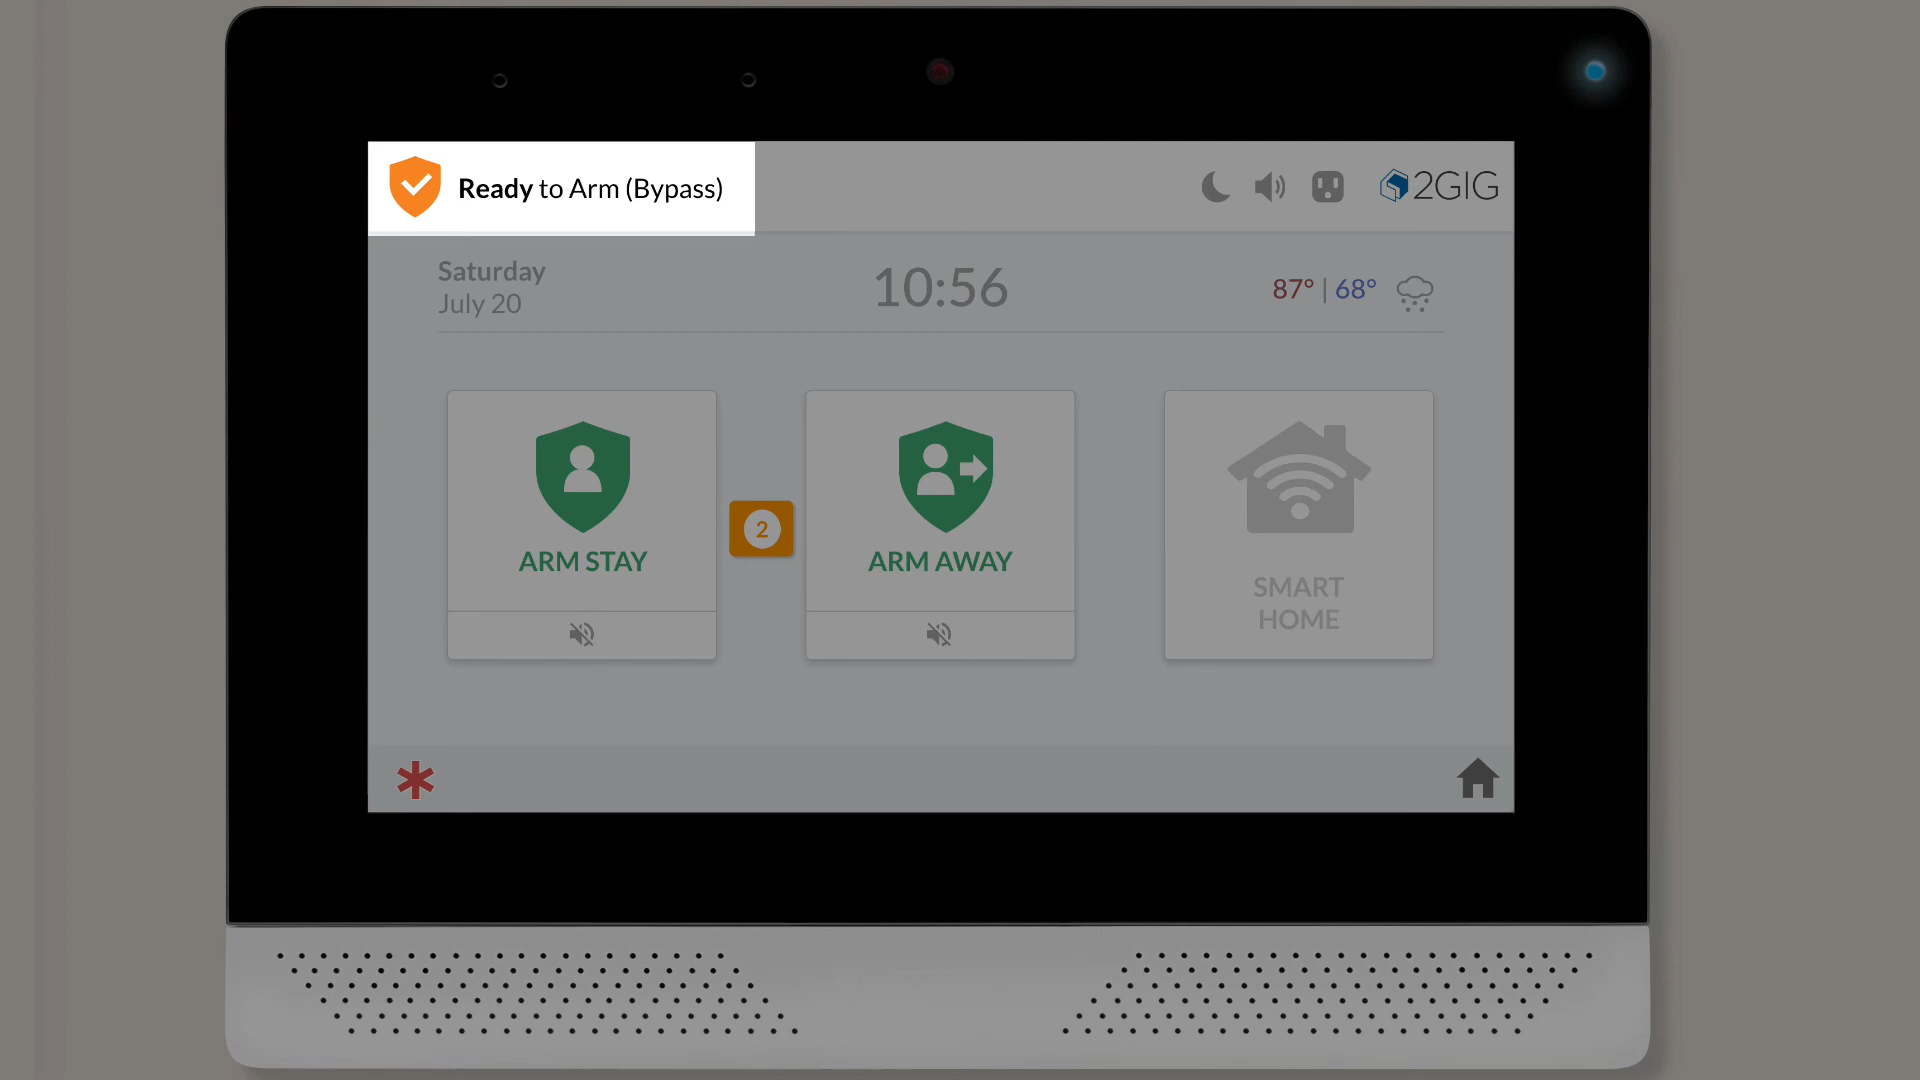 Ready to Arm (Bypass)
2GIG
Saturday
July 20
10:56
87° | 68°
ARM STAY
2
ARM AWAY
SMART
HOME